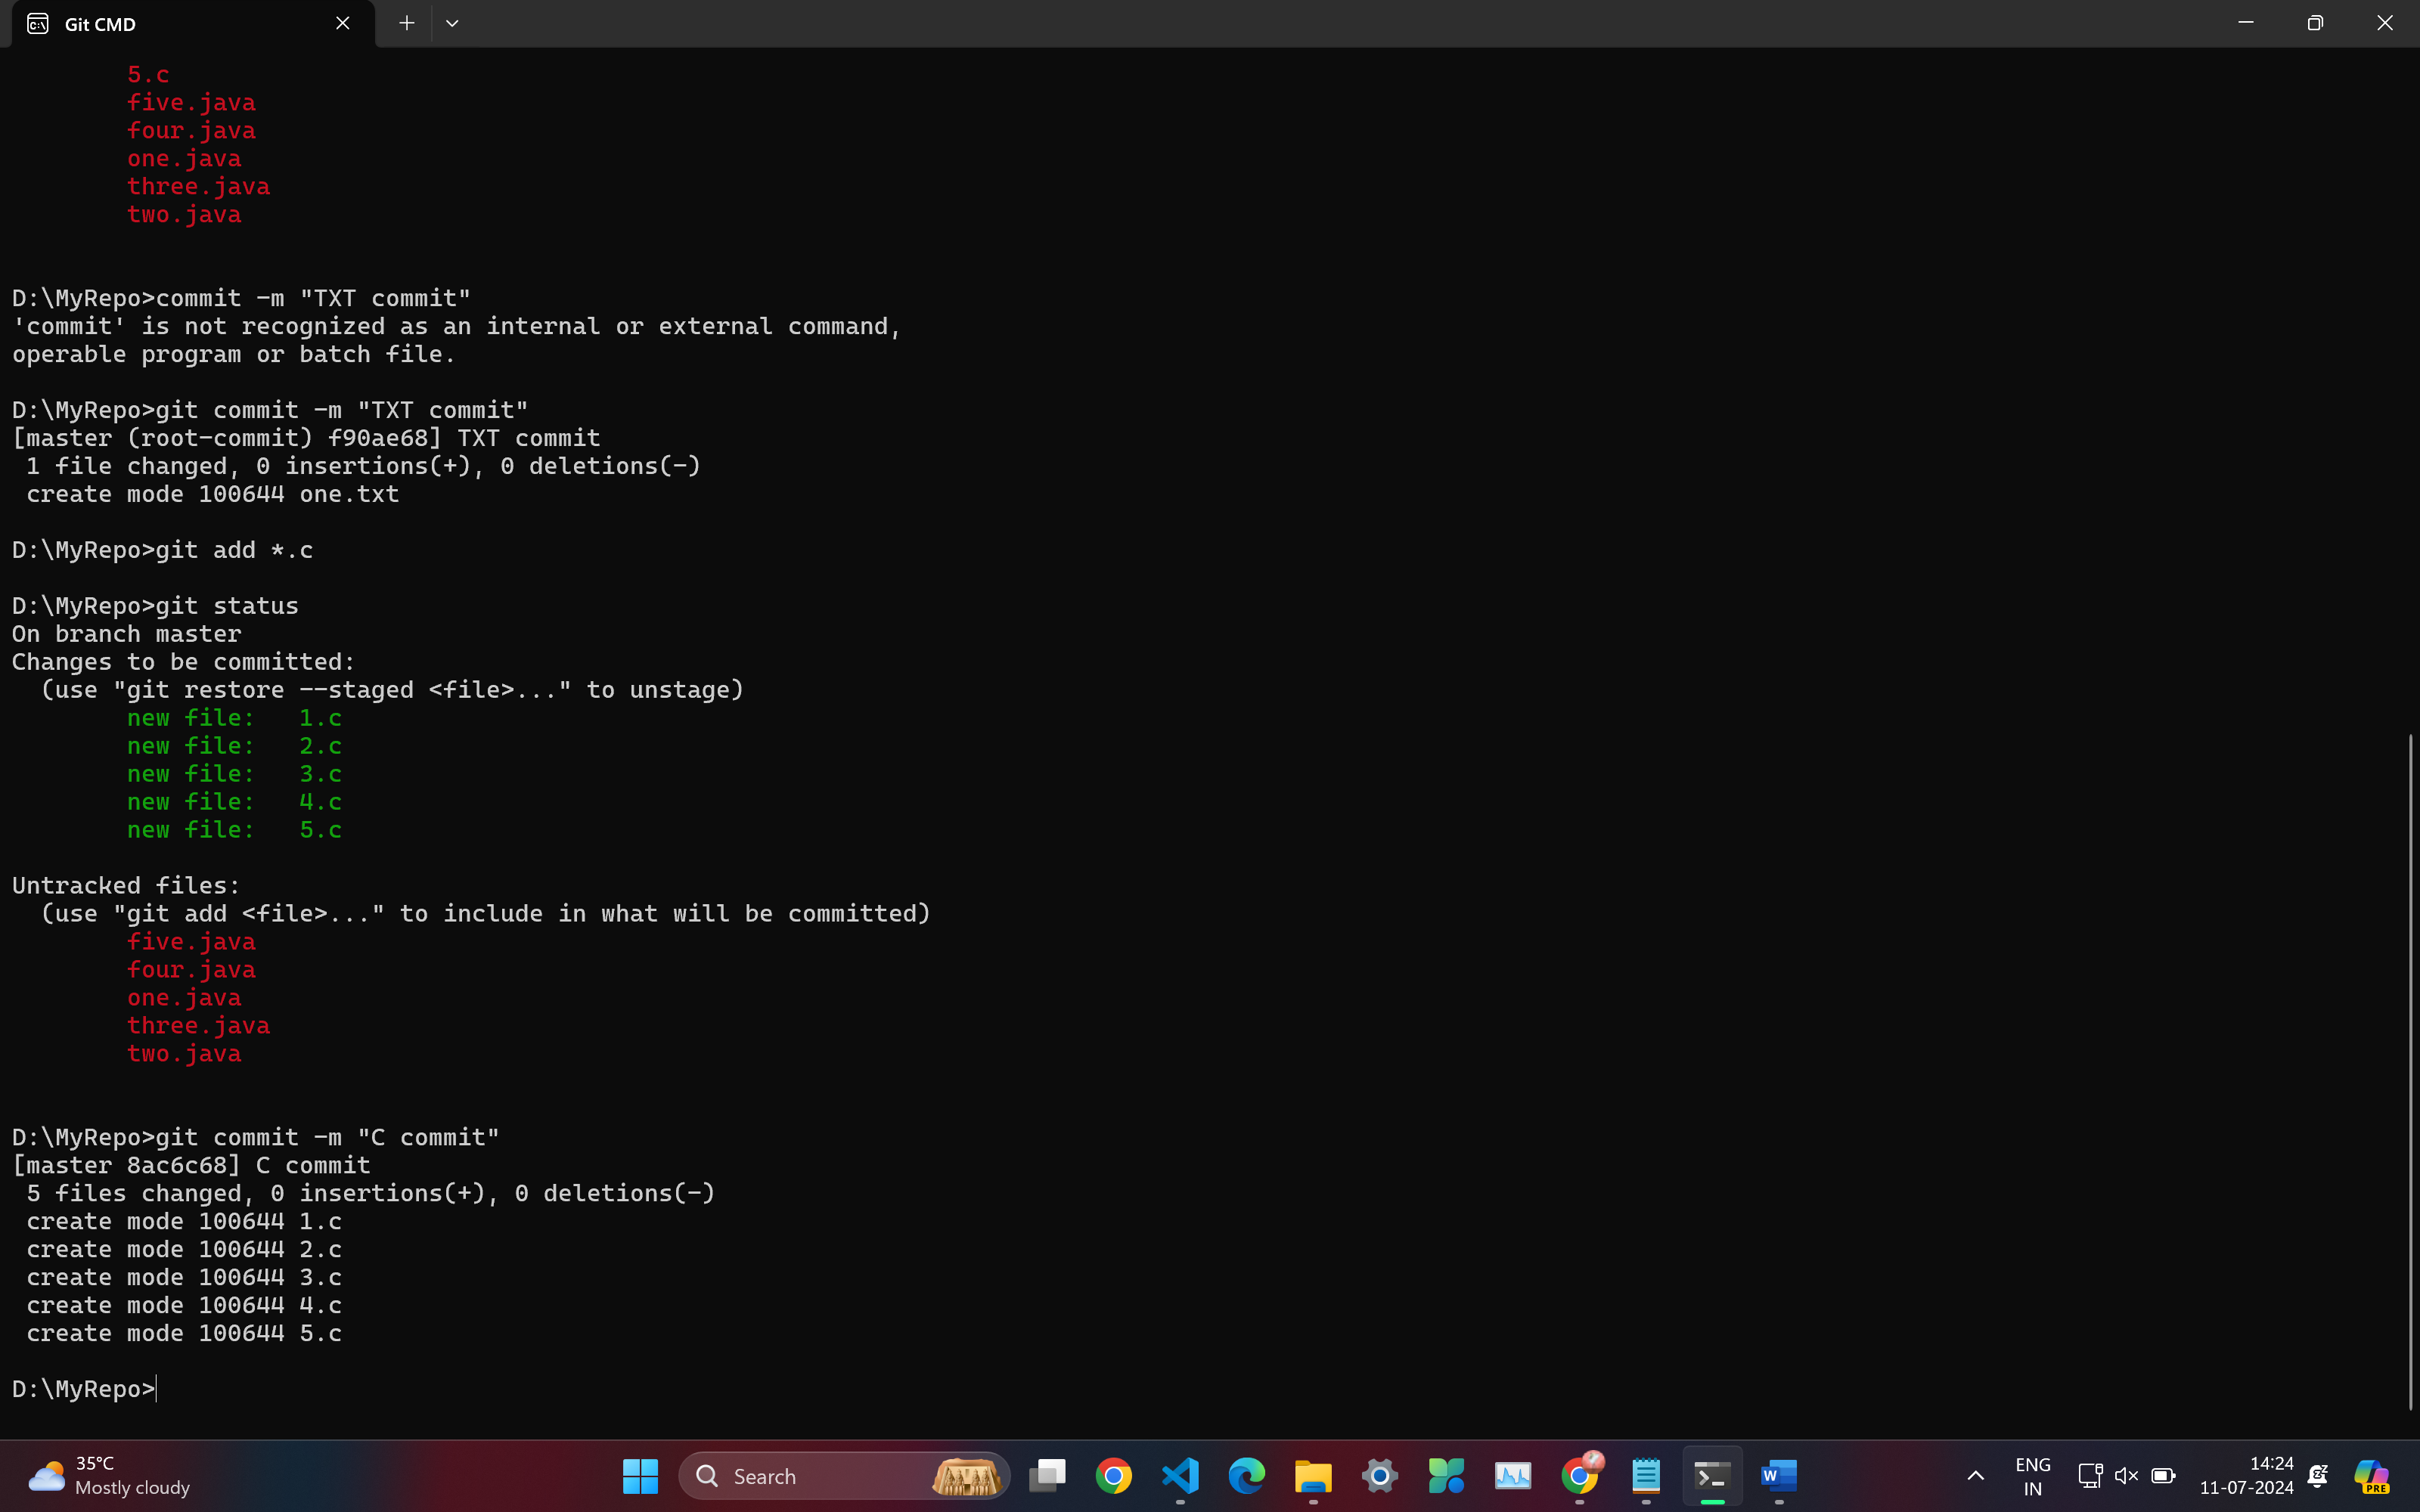 Git CMD
5.c
five.java
four.java
one.java
three.java
two.java
D:\MyRepo>commit -m "TXT commit"
'commit' is not recognized as an internal or external command,
operable program or batch file.
D:\MyRepo>git commit -m "TXT commit"
[master (root-commit) f90ae68] TXT commit
 1 file changed, 0 insertions(+), 0 deletions(-)
 create mode 100644 one.txt
D:\MyRepo>git add *.c
D:\MyRepo>git status
On branch master
Changes to be committed:
  (use "git restore --staged <file>..." to unstage)
        new file:   1.c
        new file:   2.c
        new file:   3.c
        new file:   4.c
        new file:   5.c
Untracked files:
  (use "git add <file>..." to include in what will be committed)
        five.java
        four.java
        one.java
        three.java
        two.java
D:\MyRepo>git commit -m "C commit"
[master 8ac6c68] C commit
 5 files changed, 0 insertions(+), 0 deletions(-)
 create mode 100644 1.c
 create mode 100644 2.c
 create mode 100644 3.c
 create mode 100644 4.c
 create mode 100644 5.c
D:\MyRepo>
35°C
Mostly cloudy
Search
W
ENG
IN
14:24
11-07-2024
PRE